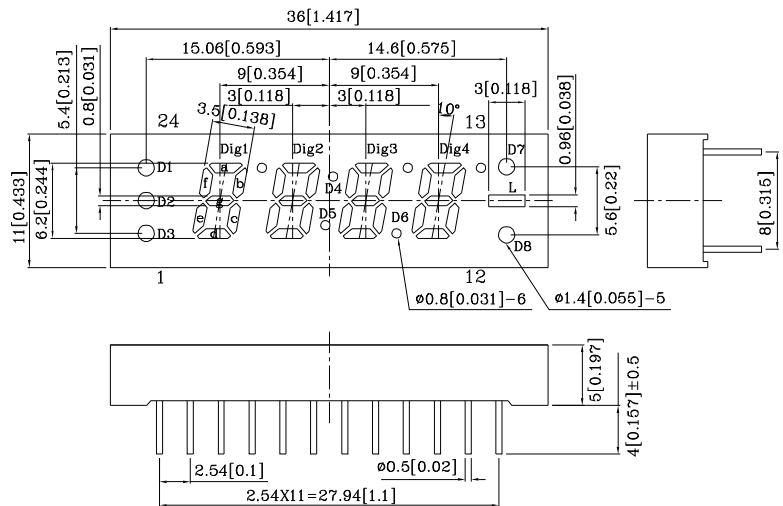 36[1.417]
15.06[0.593]
14.6[0.575]
9[0.354]
9[0.354]
3[0.118]
3[0.118]
3[0.118]
5.4[0.213]
0.8[0.031]
3.5[0.138]
10°
0.96[0.038]
24
13
Dig1
Dig2
Dig3
Dig4
D7
D1
a
D4
f
b
L
D2
g
11[0.433]
6.2[0.244]
5.6[0.22]
8[0.315]
e
c
D5
D6
D3
d
D8
1
12
ø0.8[0.031]-6
ø1.4[0.055]-5
5[0.197]
4[0.157]±0.5
2.54[0.1]
ø0.5[0.02]
2.54X11=27.94[1.1]